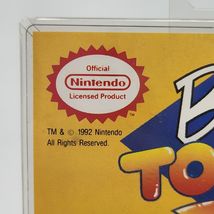 Official
Nintendo
Licensed Product
TM & © 1992 Nintendo
All Rights Reserved.